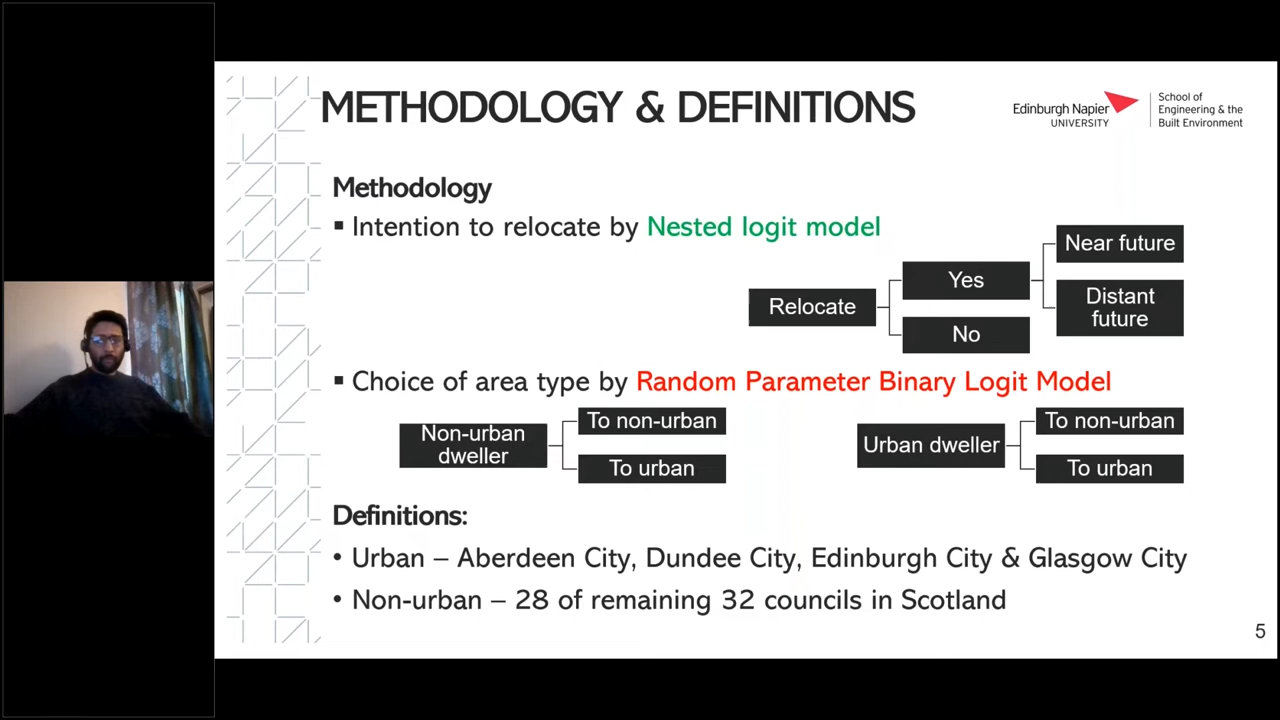 METHODOLOGY & DEFINITIONS
Edinburgh Napier
UNIVERSITY
School of
Engineering & the
Built Environment
Methodology
▪ Intention to relocate by Nested logit model
Near future
Yes
Relocate
Distant
future
No
▪ Choice of area type by Random Parameter Binary Logit Model
Non-urban
dweller
To non-urban
To urban
Urban dweller
To non-urban
To urban
Definitions:
• Urban – Aberdeen City, Dundee City, Edinburgh City & Glasgow City
• Non-urban – 28 of remaining 32 councils in Scotland
5